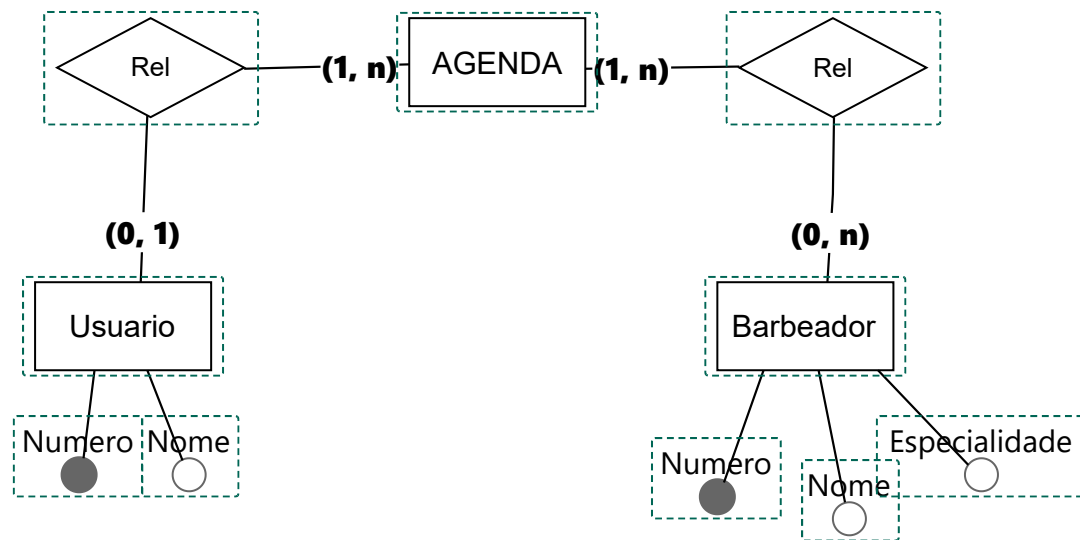 Rel
(1, n)
AGENDA
(1, n)
Rel
(0, 1)
(0, n)
Usuario
Barbeador
Numero
Nome
Numero
Nome
Especialidade